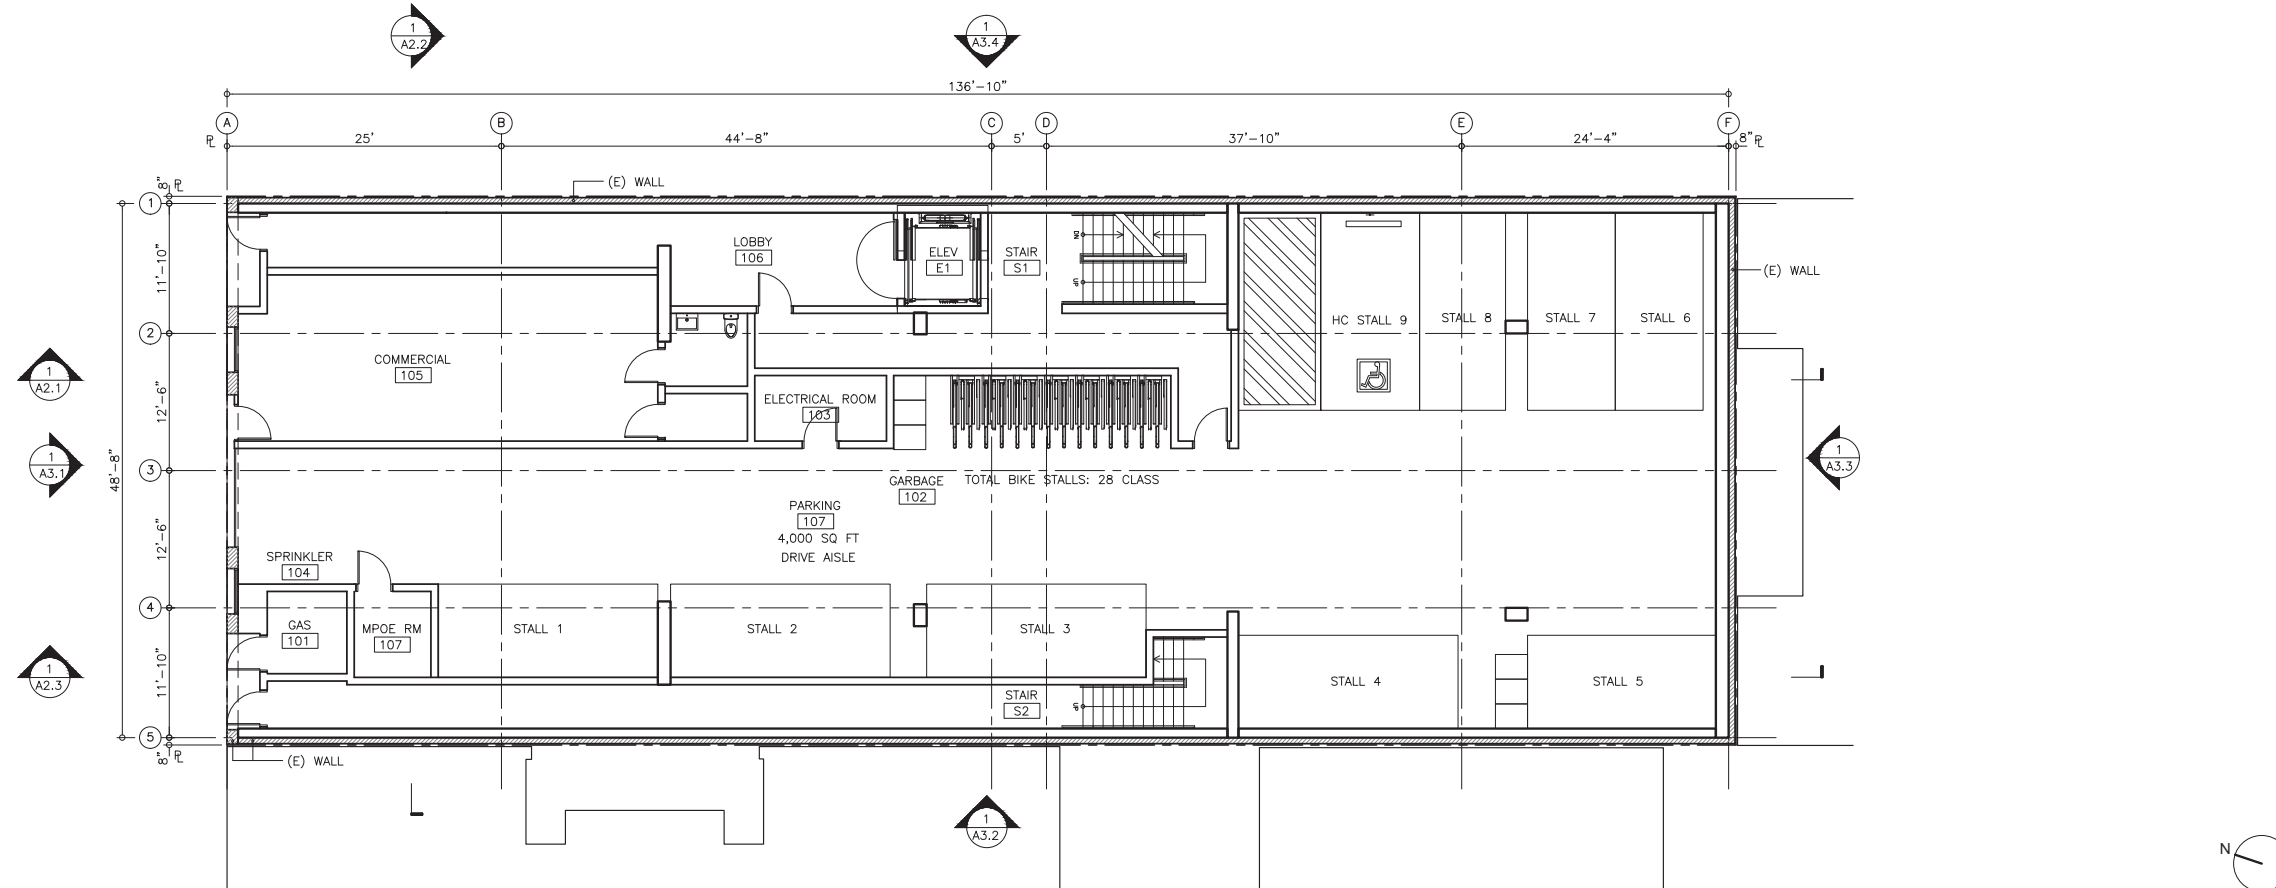 1
A2.2
1
A3.4
136'-10"
A
B
C
D
E
F
25'
44'-8"
5'
37'-10"
24'-4"
8" PL
PL
8" PL
(E) WALL
1
11'-10"
LOBBY
106
ELEV
E1
STAIR
S1
DN
UP
(E) WALL
2
HC STALL 9
STALL 8
STALL 7
STALL 6
COMMERCIAL
105
1
A2.1
12'-6"
ELECTRICAL ROOM
103
1
A3.1
48'-8"
3
1
A3.3
GARBAGE
102
TOTAL BIKE STALLS: 28 CLASS
PARKING
107
4,000 SQ FT
DRIVE AISLE
12'-6"
SPRINKLER
104
4
GAS
101
MPOE RM
107
STALL 1
STALL 2
STALL 3
1
A2.3
11'-10"
STAIR
S2
UP
STALL 4
STALL 5
5
8" PL
(E) WALL
1
A3.2
N